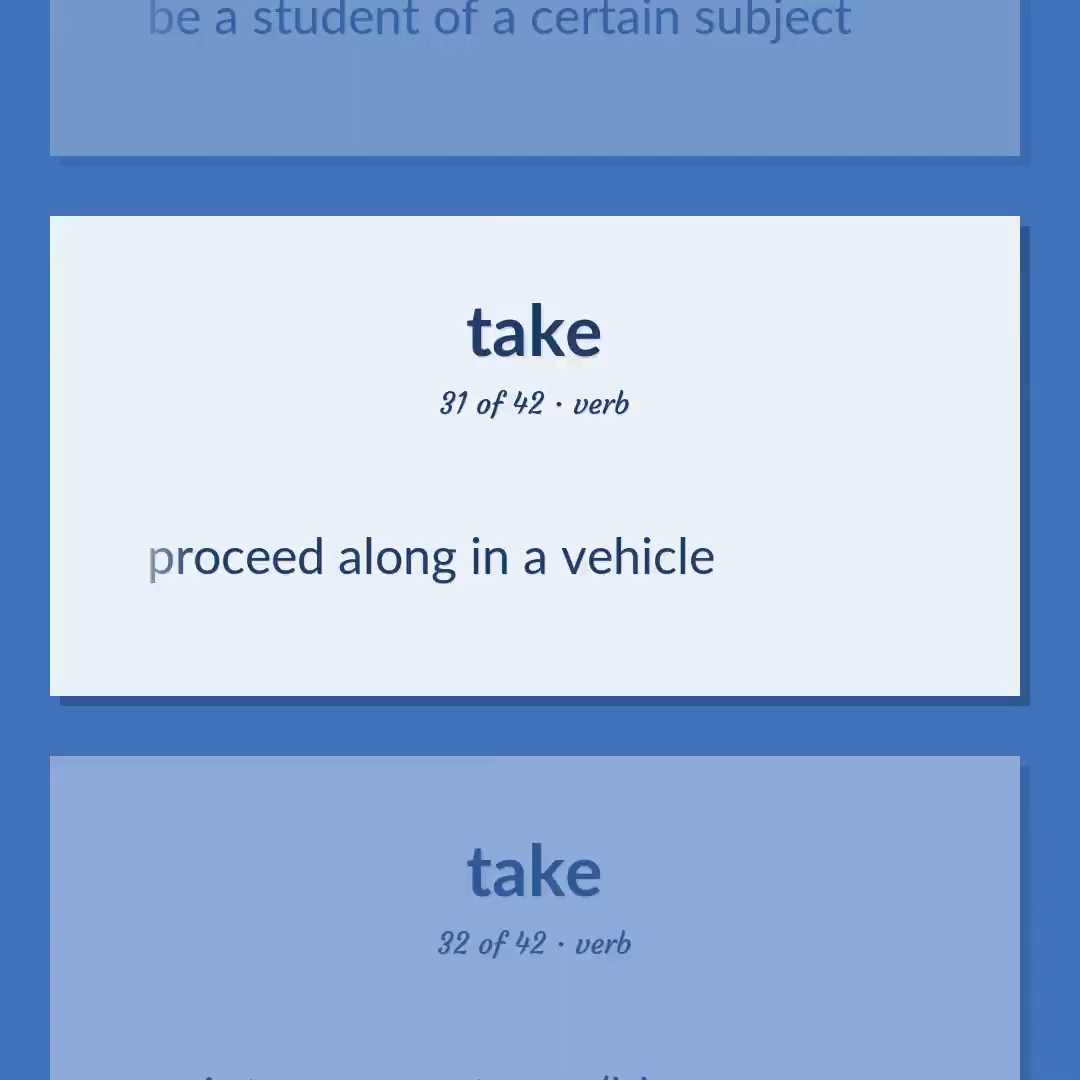 be a student of a certain subject
take
31 of 42 · verb
proceed along in a vehicle
take
32 of 42 · verb